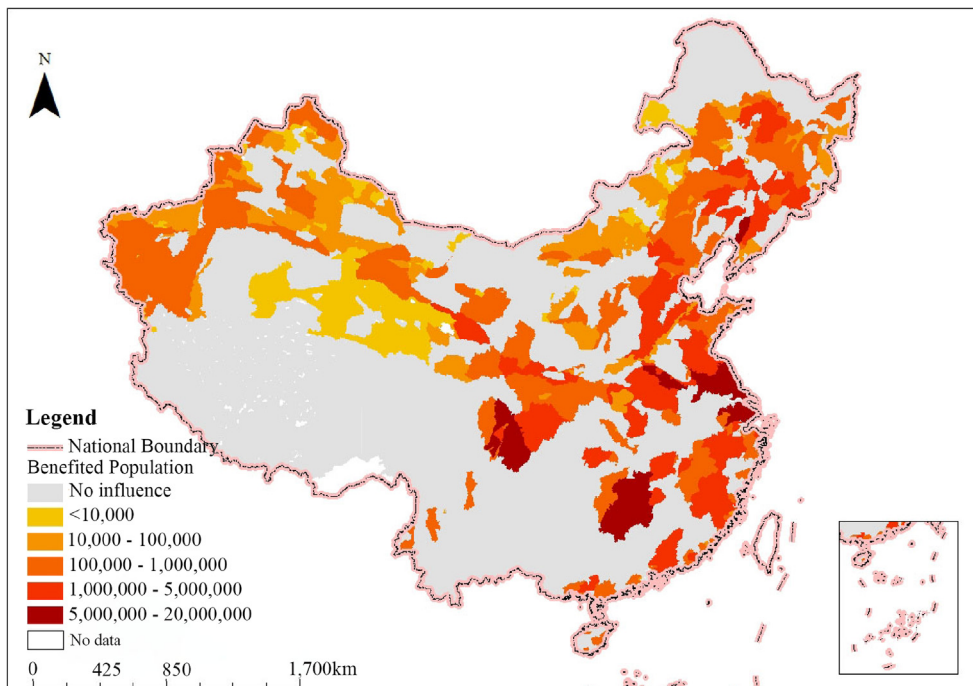 N
Legend
National Boundary
Benefited Population
No influence
<10,000
10,000 - 100,000
100,000 - 1,000,000
1,000,000 - 5,000,000
5,000,000 - 20,000,000
No data
0 425 850 1,700km